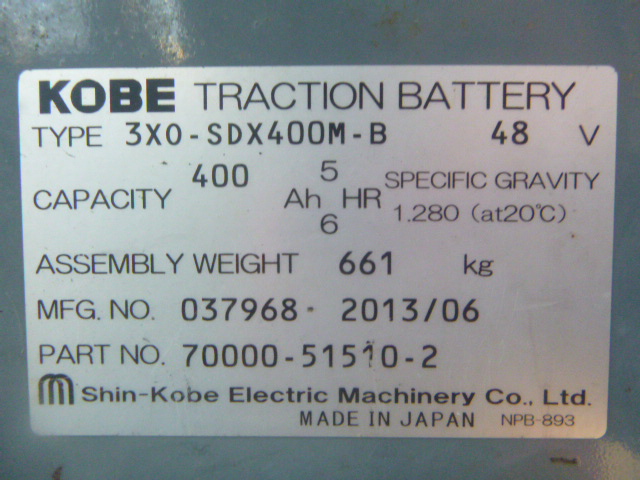 KOBE TRACTION BATTERY
TYPE 3X0-SDX400M-B 48 V
CAPACITY 400 Ah 5 HR SPECIFIC GRAVITY
6 1.280 (at20℃)
ASSEMBLY WEIGHT 661 kg
MFG. NO. 037968- 2013/06
PART NO. 70000-51510-2
Shin-Kobe Electric Machinery Co., Ltd.
MADE IN JAPAN NPB-893